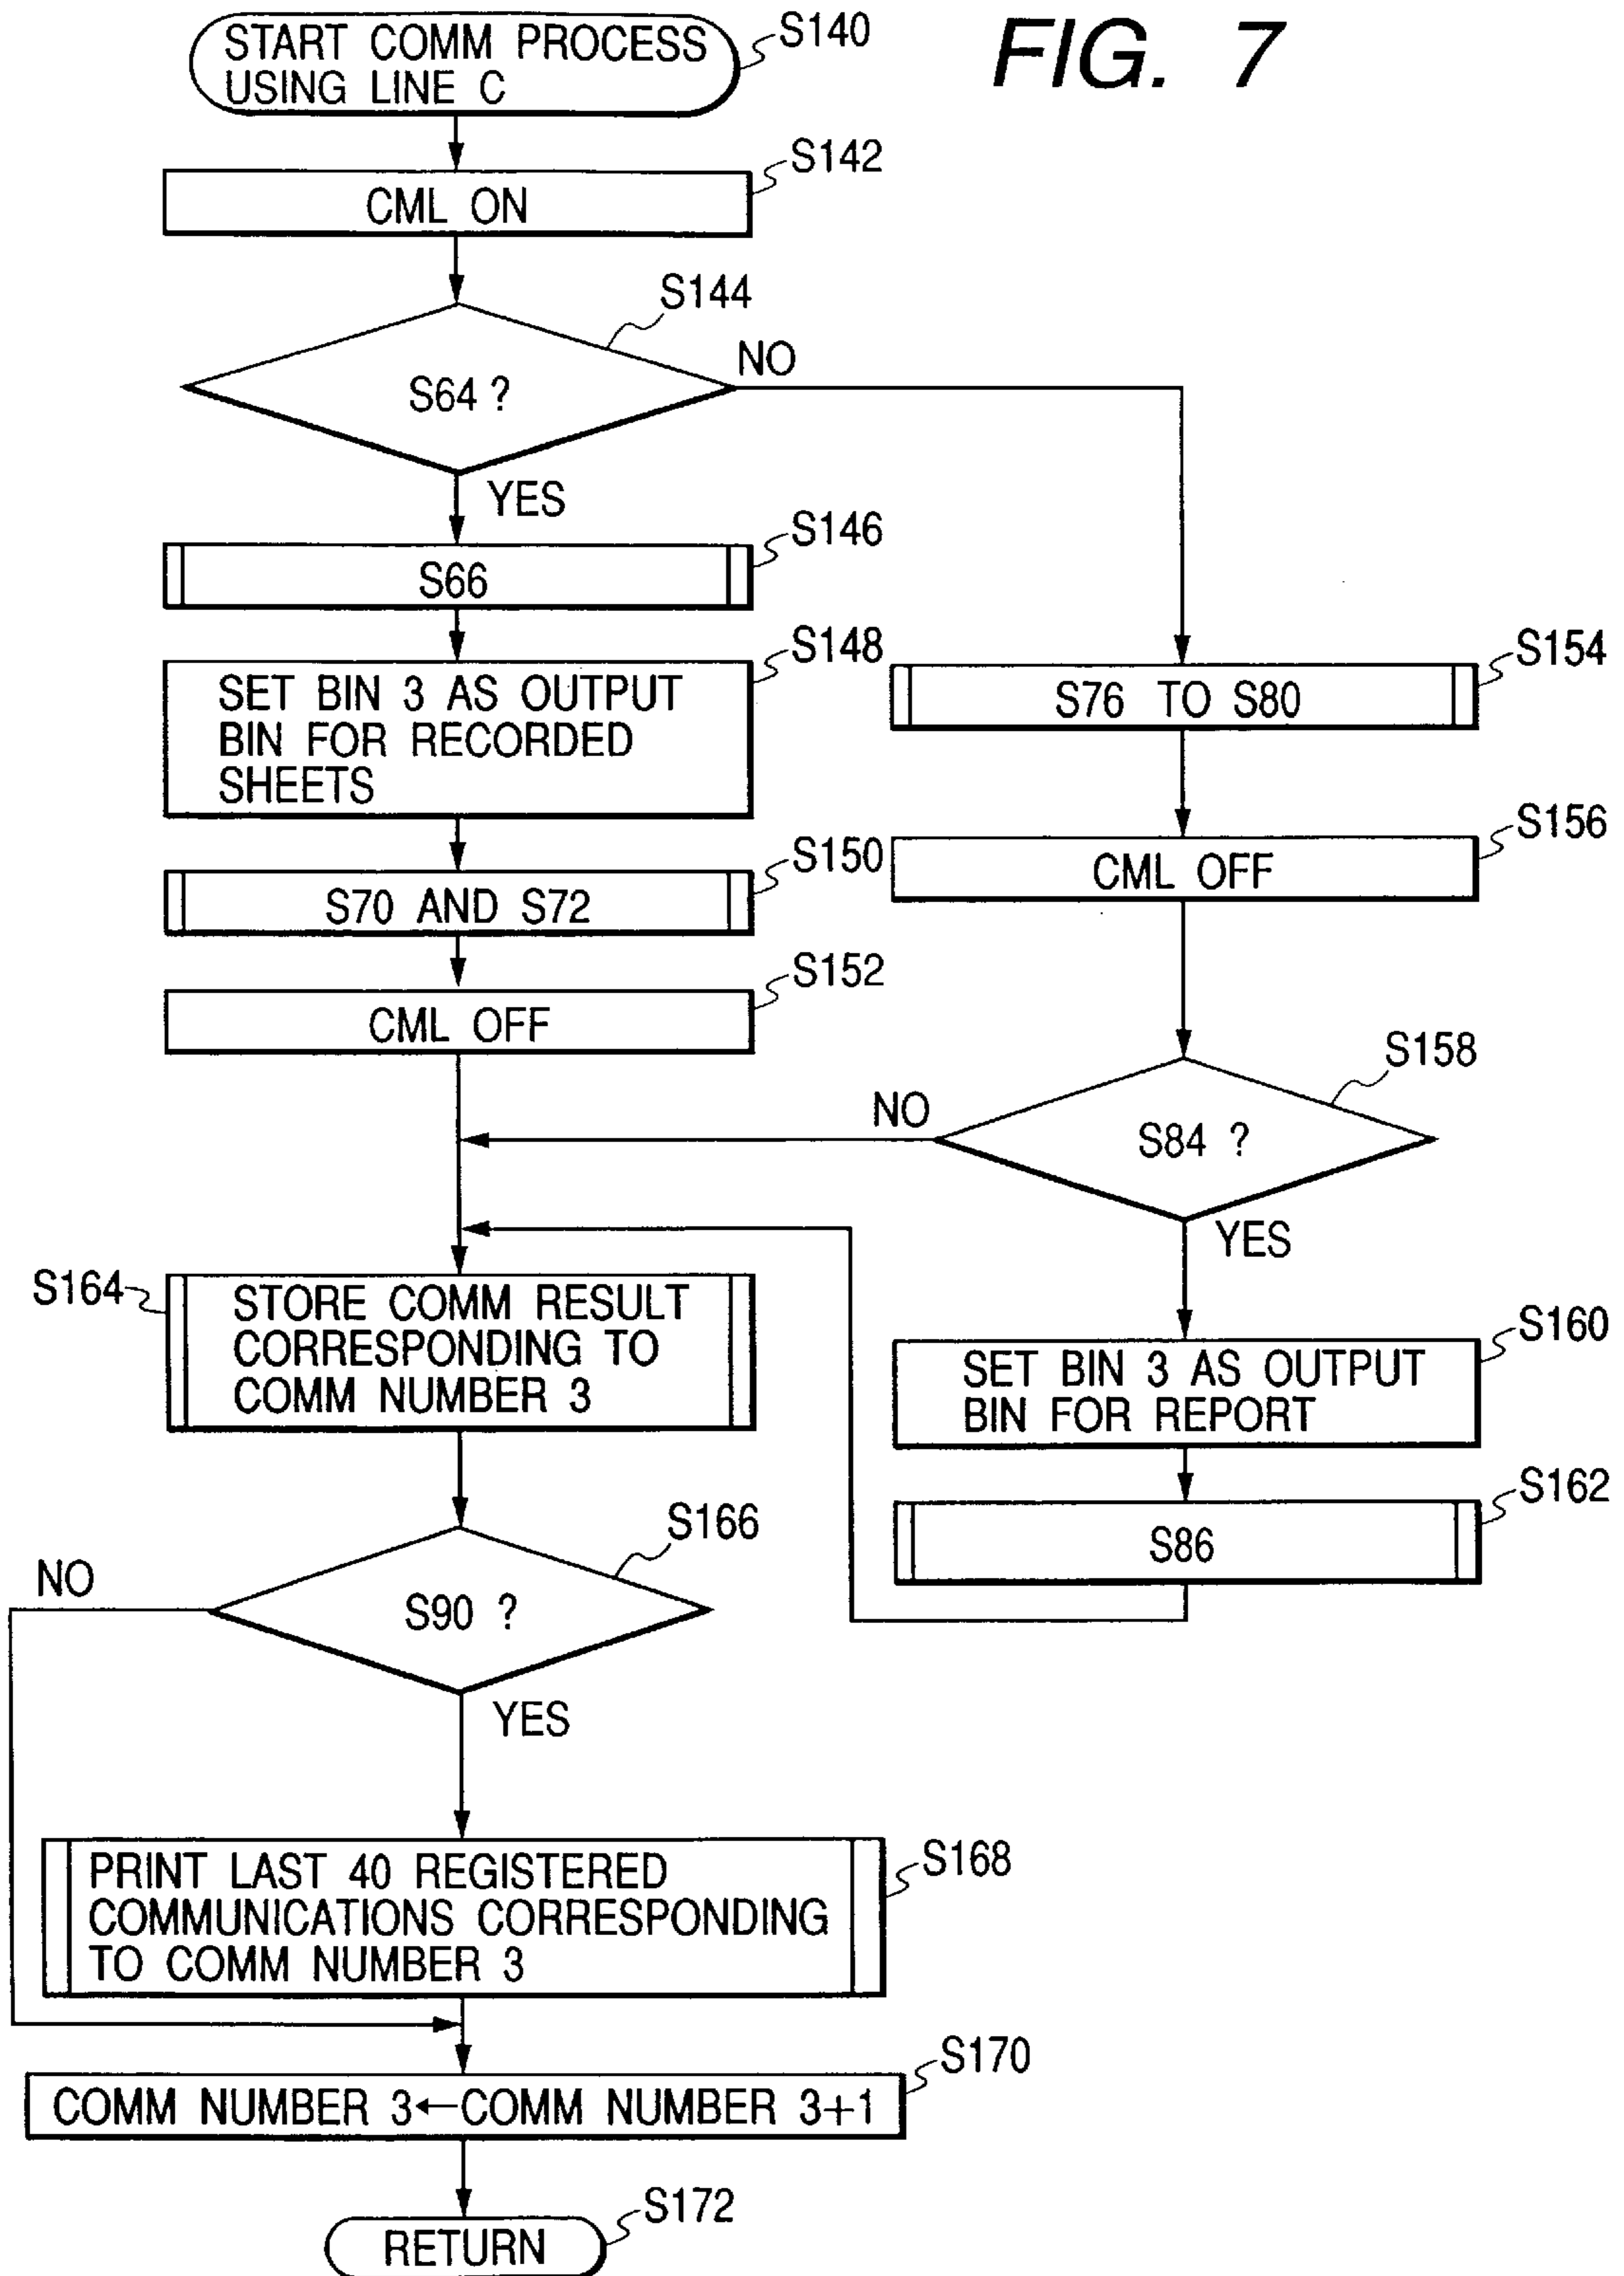 FIG. 7
START COMM PROCESS
USING LINE C
S140
CML ON
S142
S64 ?
S144
NO
YES
S66
S146
SET BIN 3 AS OUTPUT
BIN FOR RECORDED
SHEETS
S148
S70 AND S72
S150
CML OFF
S152
S76 TO S80
S154
CML OFF
S156
S84 ?
S158
NO
YES
SET BIN 3 AS OUTPUT
BIN FOR REPORT
S160
S86
S162
S164
STORE COMM RESULT
CORRESPONDING TO
COMM NUMBER 3
S90 ?
S166
NO
YES
PRINT LAST 40 REGISTERED
COMMUNICATIONS CORRESPONDING
TO COMM NUMBER 3
S168
COMM NUMBER 3←COMM NUMBER 3+1
S170
RETURN
S172